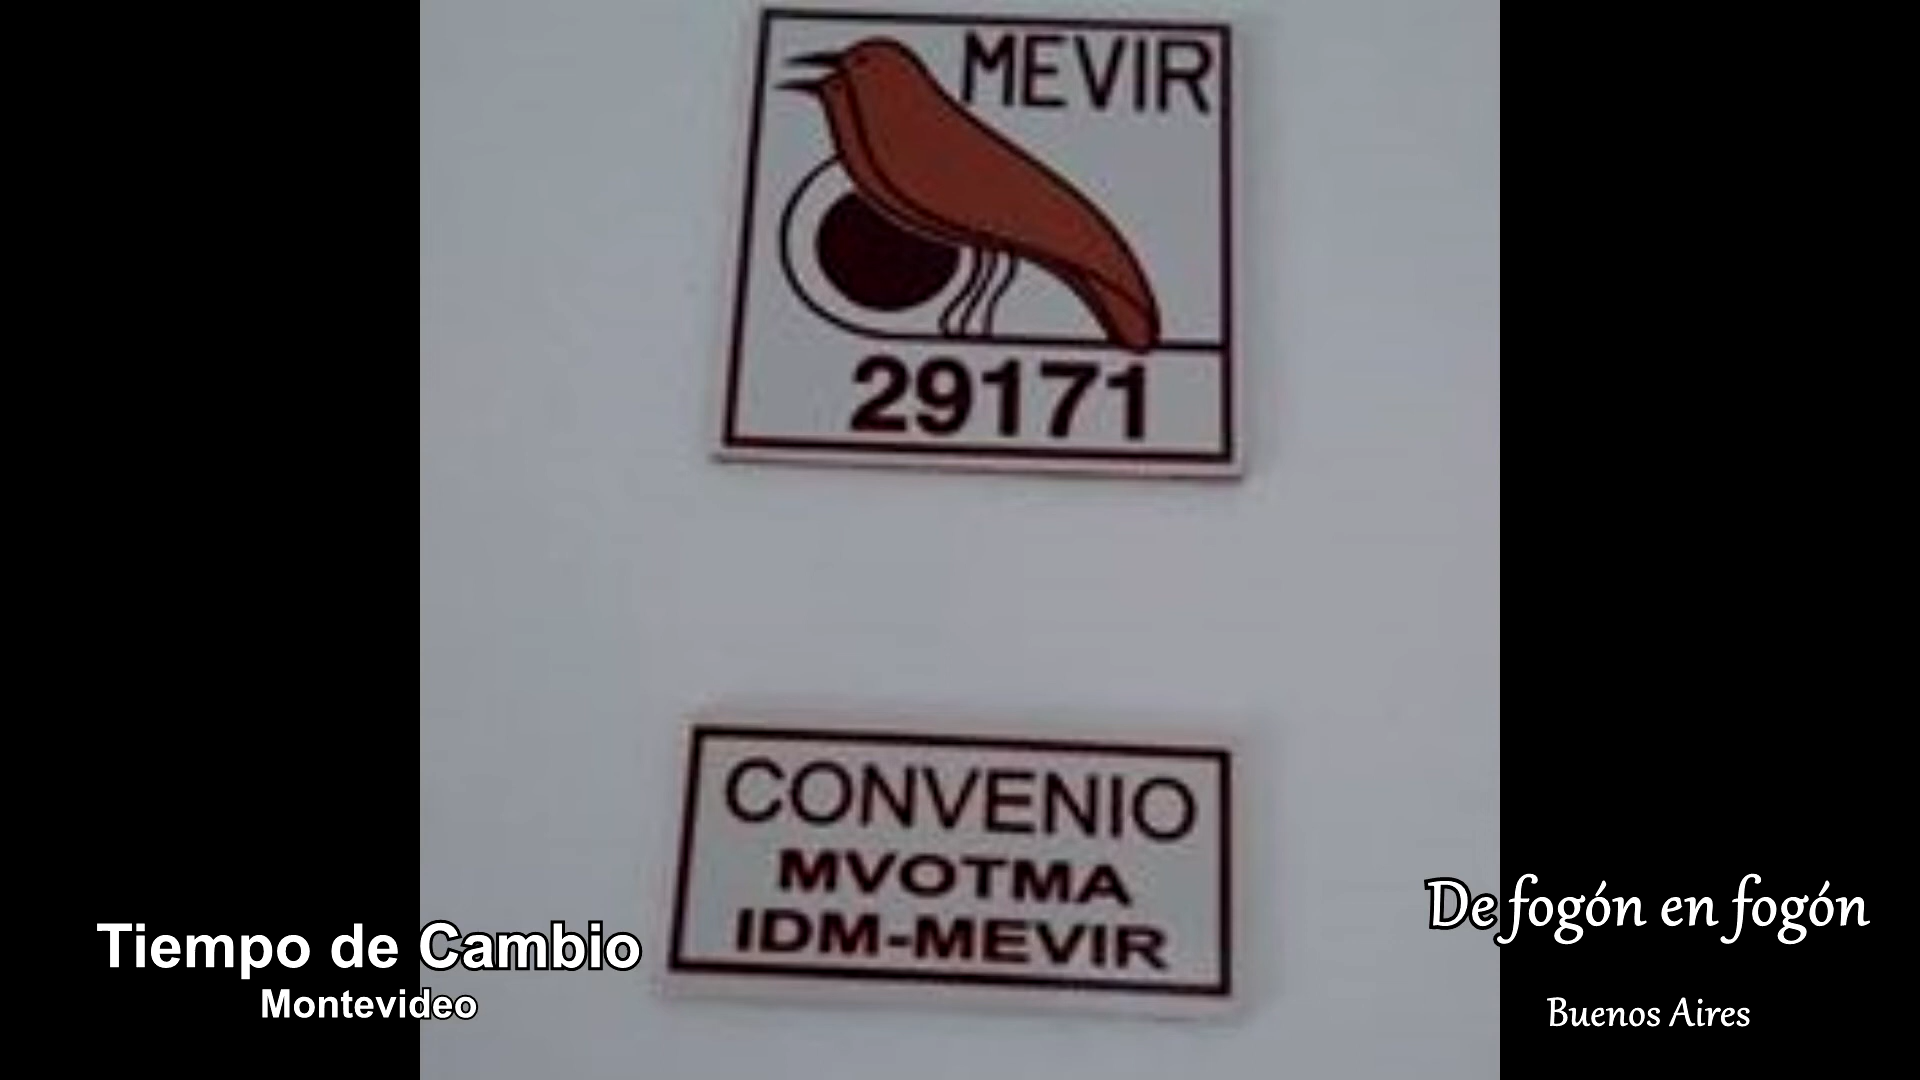 MEVIR
29171
CONVENIO
MVOTMA
IDM-MEVIR
Tiempo de Cambio
Montevideo
De fogón en fogón
Buenos Aires